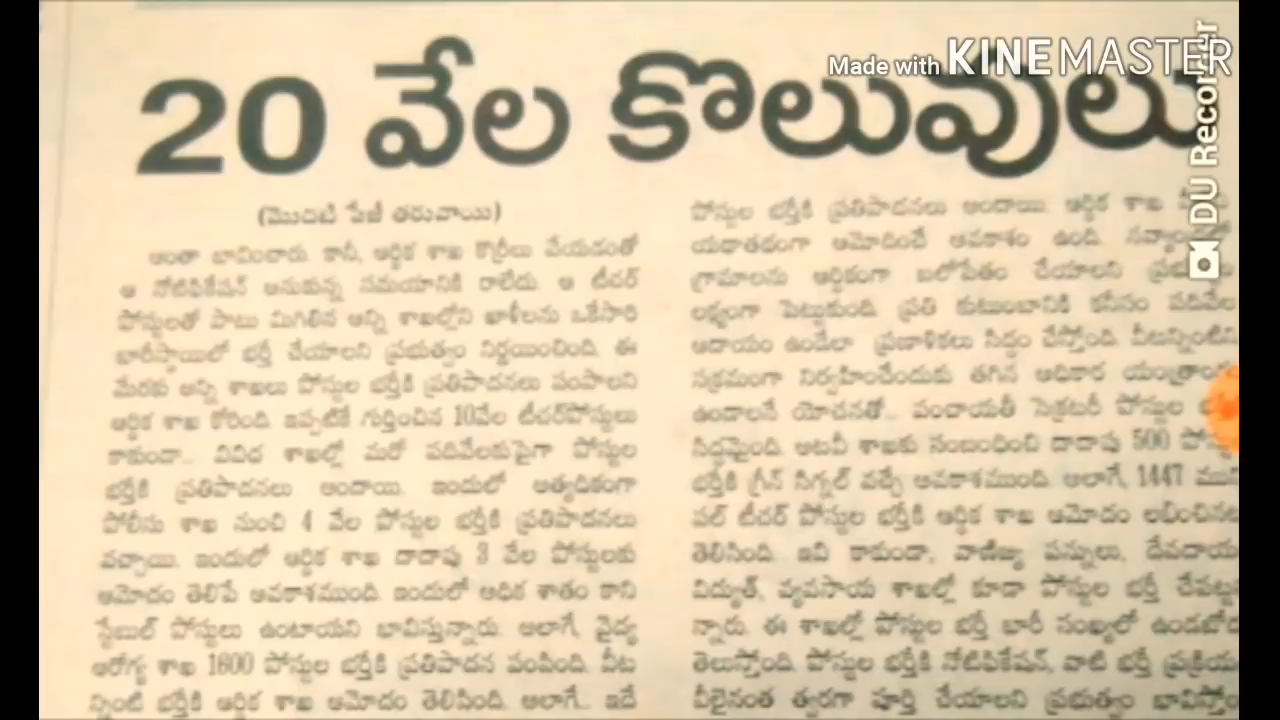 Made with KINEMASTER
DU Recorder
20 వేల కొలువులు
(మొదటి పేజీ తరువాయి)
అంతా భావించారు. కానీ, ఆర్థిక శాఖ కొర్రీలు వేయడంతో
ఆ నోటిఫికేషన్ అనుకున్న సమయానికి రాలేదు. ఆ టీచర్
పోస్టులతో పాటు మిగిలిన అన్ని శాఖల్లోని ఖాళీలను ఒకేసారి
భారీస్థాయిలో భర్తీ చేయాలని ప్రభుత్వం నిర్ణయించింది. ఈ
మేరకు అన్ని శాఖలు పోస్టుల భర్తీకి ప్రతిపాదనలు పంపాలని
ఆర్థిక శాఖ కోరింది. ఇప్పటికే గుర్తించిన 10వేల టీచర్‌పోస్టులు
కాకుండా.. వివిధ శాఖల్లో మరో పదివేలకుపైగా పోస్టుల
భర్తీకి ప్రతిపాదనలు అందాయి. ఇందులో అత్యధికంగా
పోలీసు శాఖ నుంచి 4 వేల పోస్టుల భర్తీకి ప్రతిపాదనలు
వచ్చాయి. ఇందులో ఆర్థిక శాఖ దాదాపు 3 వేల పోస్టులకు
ఆమోదం తెలిపే అవకాశముంది. ఇందులో అధిక శాతం కాని
స్టేబుల్ పోస్టులు ఉంటాయని భావిస్తున్నారు. అలాగే, వైద్య
ఆరోగ్య శాఖ 1600 పోస్టుల భర్తీకి ప్రతిపాదన పంపింది. వీట
న్నింటి భర్తీకి ఆర్థిక శాఖ ఆమోదం తెలిపింది. అలాగే.. ఇదే
పోస్టుల భర్తీకి ప్రతిపాదనలు అందాయి. ఆర్థిక శాఖ
యథాతథంగా ఆమోదించే అవకాశం ఉంది.
గ్రామాలను ఆర్థికంగా బలోపేతం చేయాలని
లక్ష్యంగా పెట్టుకుంది. ప్రతి కుటుంబానికి కనీసం పదివేల
ఆదాయం ఉండేలా ప్రణాళికలు సిద్ధం చేస్తోంది. వీటన్నింటిని
సక్రమంగా నిర్వహించేందుకు తగిన అధికార
ఉండాలనే యోచనతో.. పంచాయతీ సెక్రటరీ పోస్టుల
సిద్ధమైంది. అటవీ శాఖకు సంబంధించి దాదాపు 500
భర్తీకి గ్రీన్ సిగ్నల్ వచ్చే అవకాశముంది. అలాగే, 1447 మున
పల్ టీచర్ పోస్టుల భర్తీకి ఆర్థిక శాఖ ఆమోదం లభించినట
తెలిసింది. ఇవి కాకుండా, వాణిజ్య పన్నులు, దేవదాయ
విద్యుత్, వ్యవసాయ శాఖల్లో కూడా పోస్టుల భర్తీ చేపట్టన
న్నారు. ఈ శాఖల్లో పోస్టుల భర్తీ భారీ సంఖ్యలో ఉండబోద
తెలుస్తోంది. పోస్టుల భర్తీకి నోటిఫికేషన్, వాటి భర్తీ ప్రక్రియ
వీలైనంత త్వరగా పూర్తి చేయాలని ప్రభుత్వం